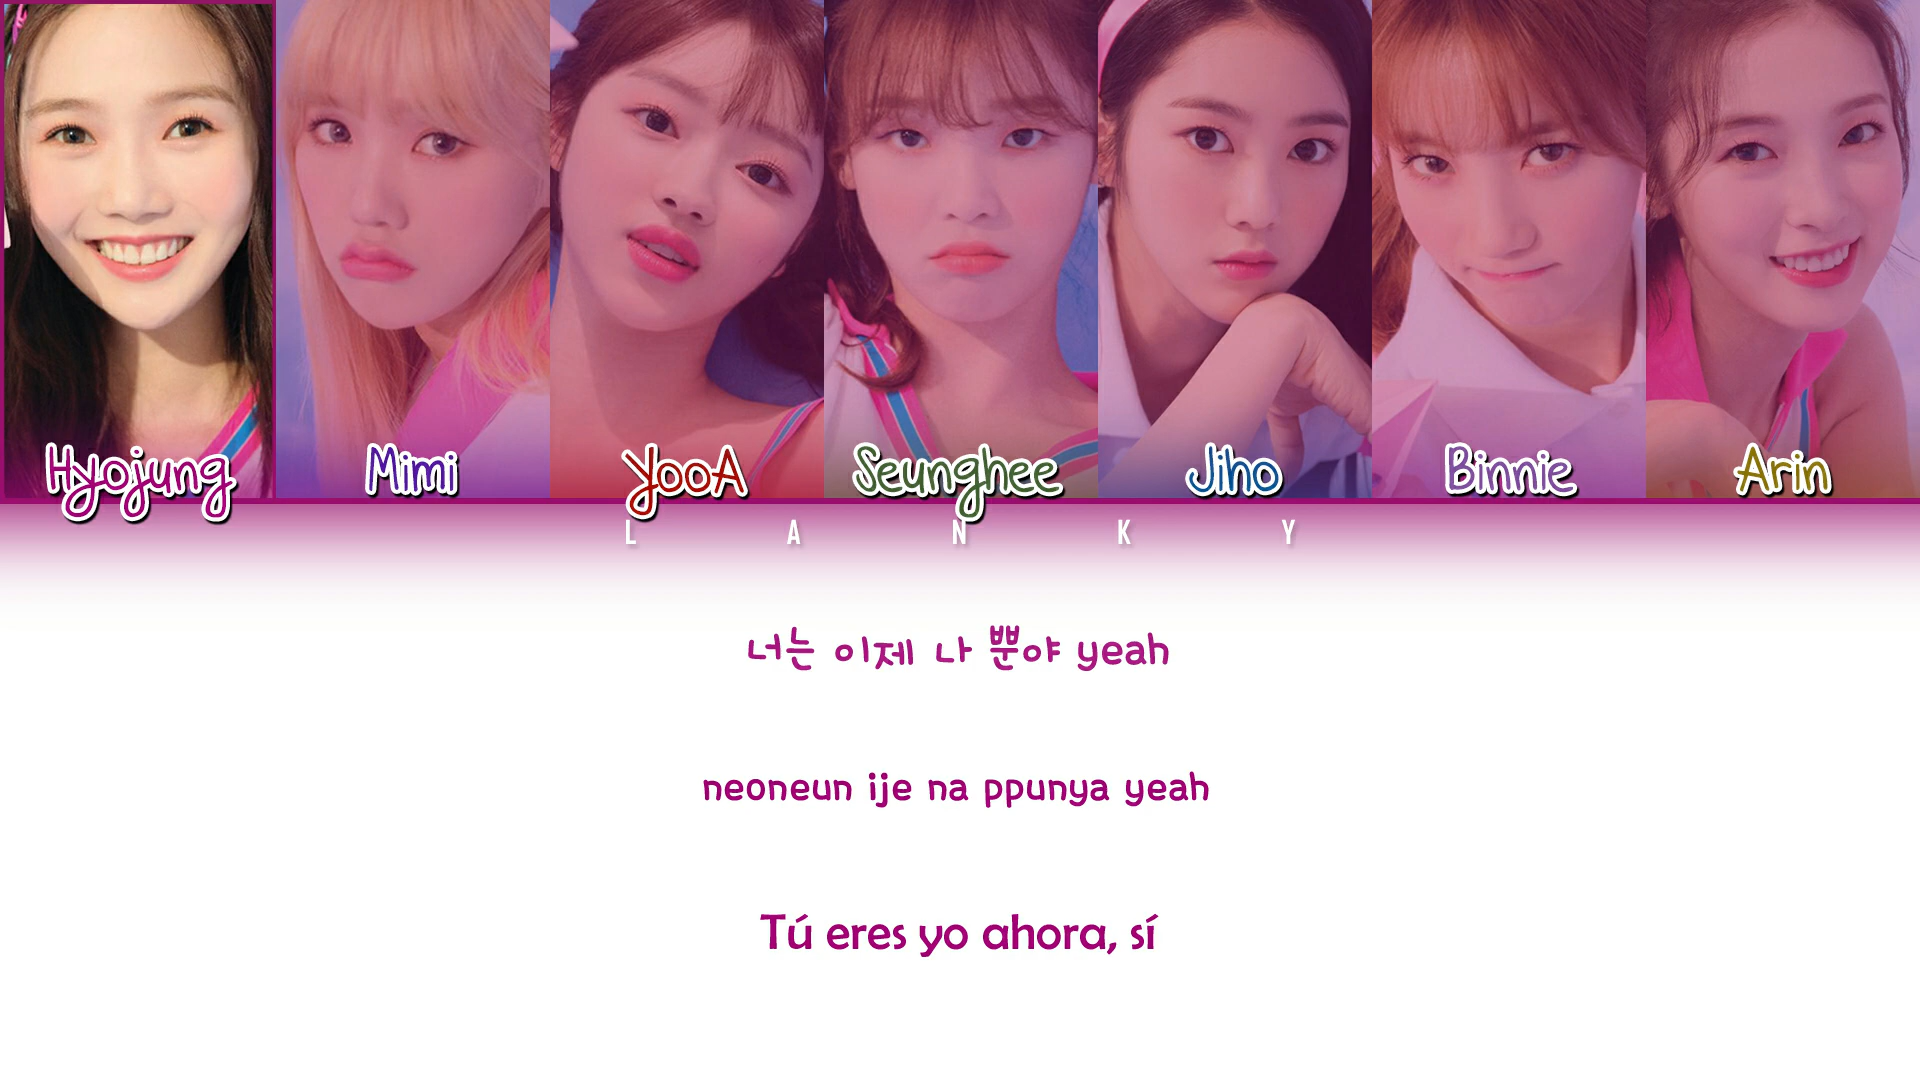 Hyojung Mimi YooA Seunghee Jiho Binnie Arin
L A N K Y
너는 이제 나 뿐야 yeah
neoneun ije na ppunya yeah
Tú eres yo ahora, sí